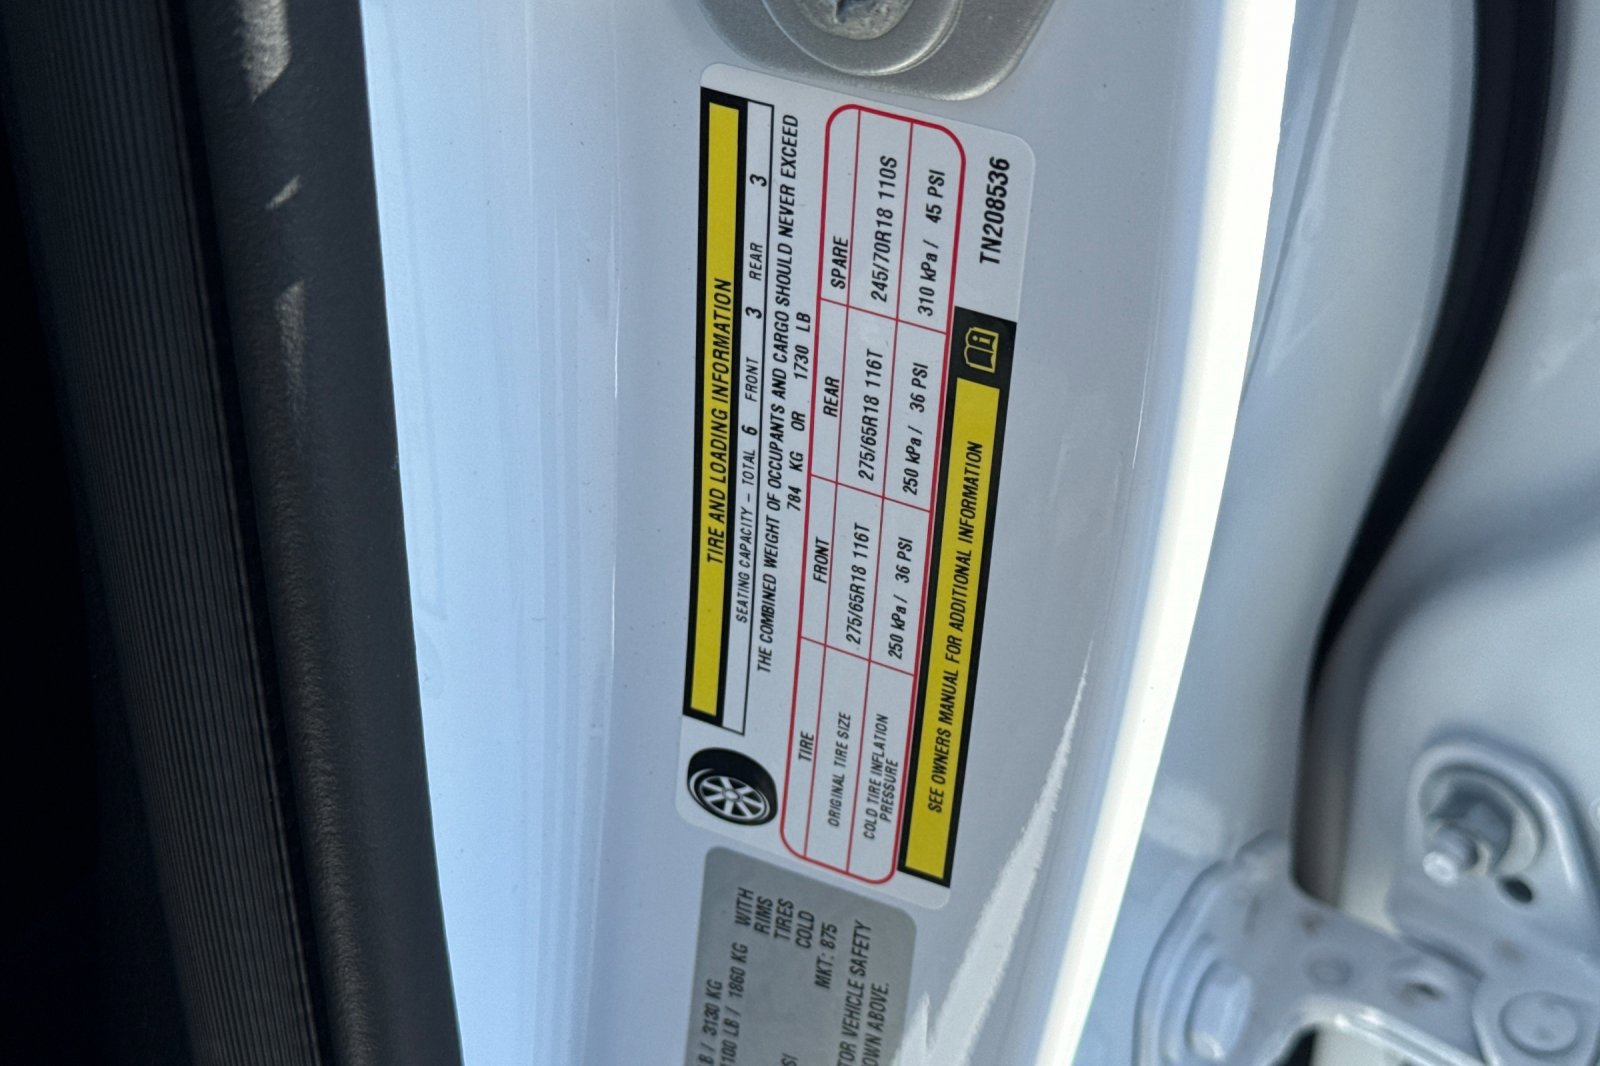 TIRE AND LOADING INFORMATION
SEATING CAPACITY - TOTAL 6 FRONT 3 REAR 3
THE COMBINED WEIGHT OF OCCUPANTS AND CARGO SHOULD NEVER EXCEED
784 KG OR 1730 LB
TIRE FRONT REAR SPARE
ORIGINAL TIRE SIZE 275/65R18 116T 275/65R18 116T 245/70R18 110S
COLD TIRE INFLATION PRESSURE 250 kPa / 36 PSI 250 kPa / 36 PSI 310 kPa / 45 PSI
SEE OWNERS MANUAL FOR ADDITIONAL INFORMATION
TN208536
/ 3130 KG WITH
LB / 1860 KG RIMS
TIRES
SI COLD
MKT: 875
VEHICLE SAFETY
ABOVE.